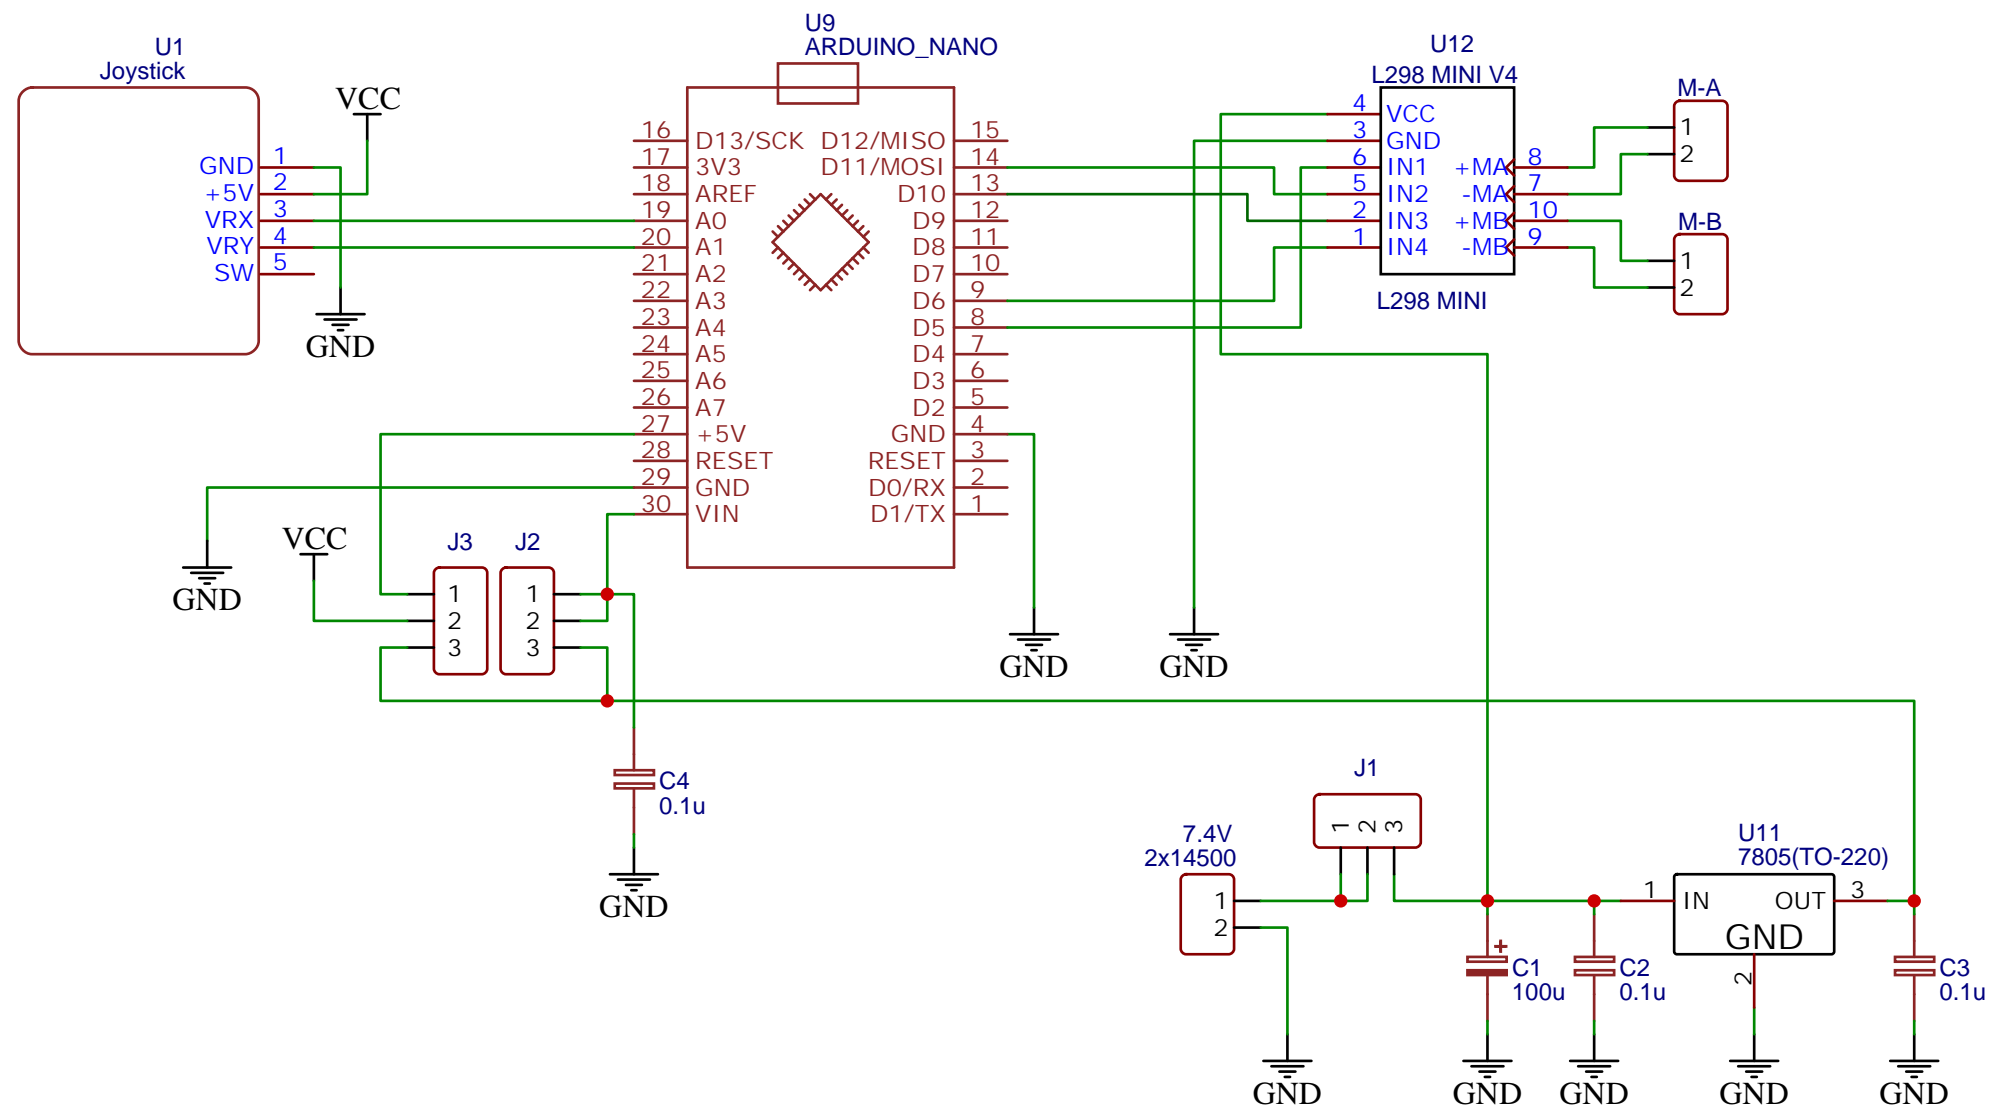 U1
Joystick
VCC
GND 1
+5V 2
VRX 3
VRY 4
SW 5
GND
U9
ARDUINO_NANO
16 D13/SCK D12/MISO 15
17 3V3 D11/MOSI 14
18 AREF D10 13
19 A0 D9 12
20 A1 D8 11
21 A2 D7 10
22 A3 D6 9
23 A4 D5 8
24 A5 D4 7
25 A6 D3 6
26 A7 D2 5
27 +5V GND 4
28 RESET RESET 3
29 GND D0/RX 2
30 VIN D1/TX 1
U12
L298 MINI V4
4 VCC
3 GND
6 IN1 +MA 8
5 IN2 -MA 7
2 IN3 +MB 10
1 IN4 -MB 9
L298 MINI
M-A
1
2
M-B
1
2
GND
VCC
J3 J2
1 1
2 2
3 3
GND
GND
C4
0.1u
GND
J1
1 2 3
7.4V
2x14500
1
2
GND
U11
7805(TO-220)
1 IN OUT 3
GND
2
C1
100u
C2
0.1u
C3
0.1u
GND
GND
GND
GND